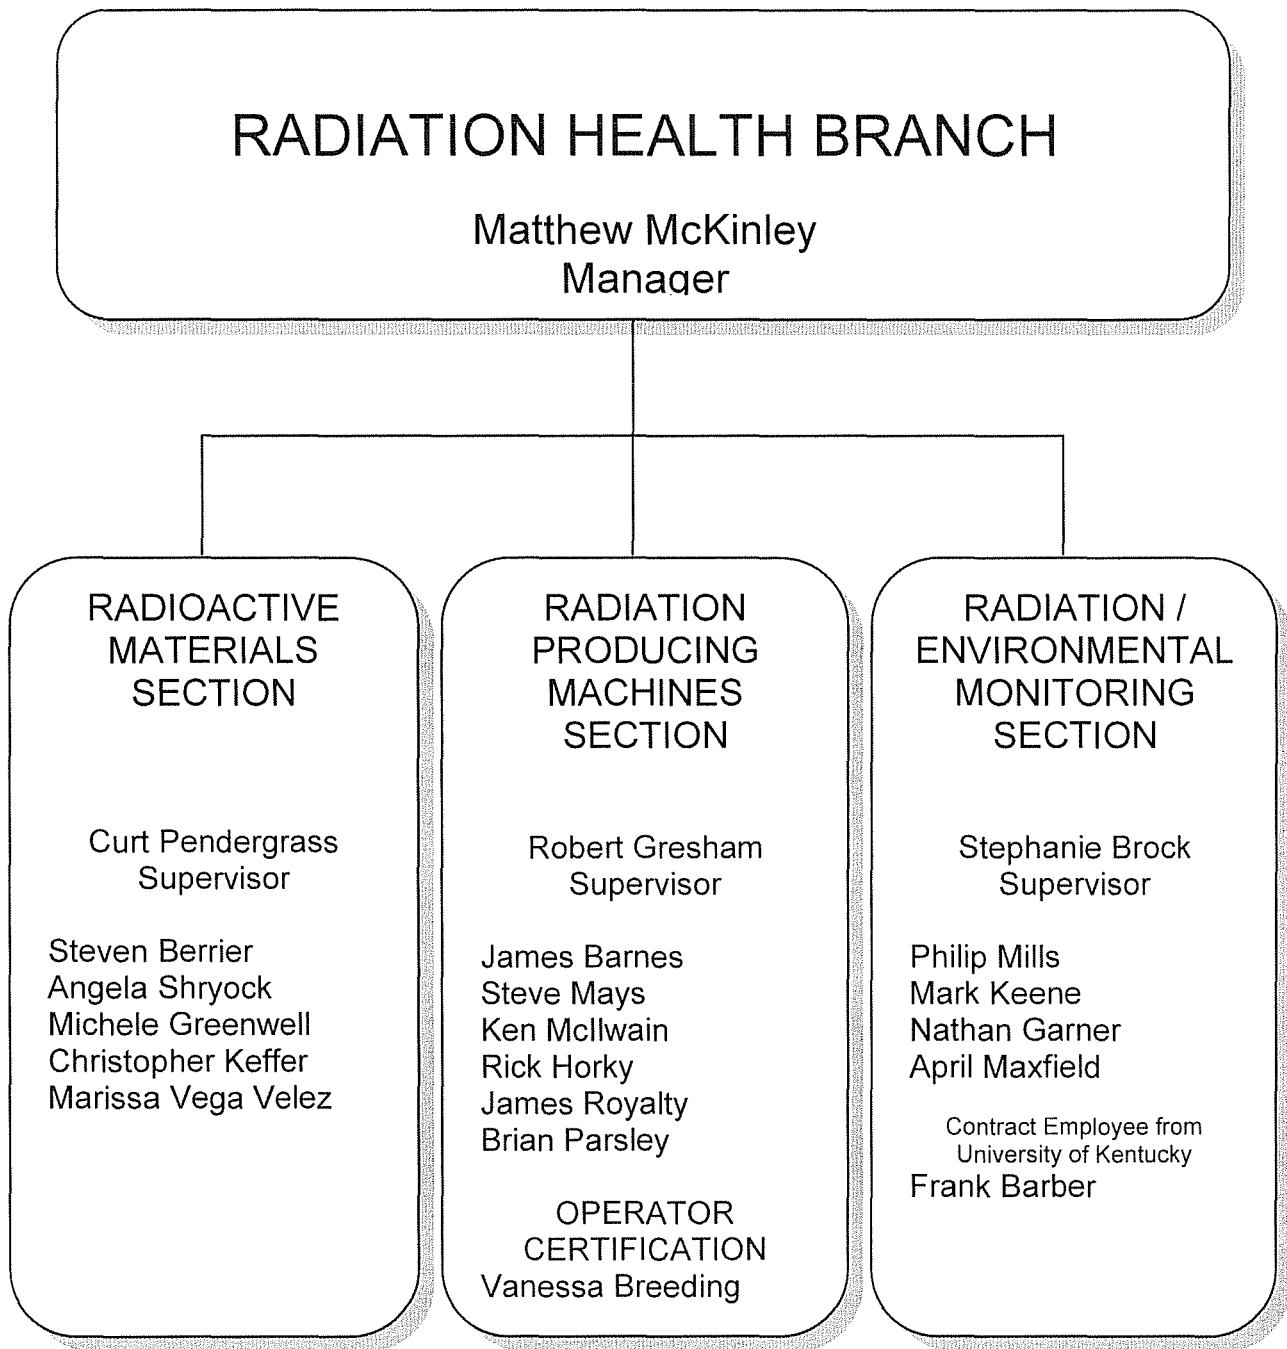 RADIATION HEALTH BRANCH
Matthew McKinley
Manager
RADIOACTIVE
MATERIALS
SECTION
Curt Pendergrass
Supervisor
Steven Berrier
Angela Shryock
Michele Greenwell
Christopher Keffer
Marissa Vega Velez
RADIATION
PRODUCING
MACHINES
SECTION
Robert Gresham
Supervisor
James Barnes
Steve Mays
Ken McIlwain
Rick Horky
James Royalty
Brian Parsley
OPERATOR
CERTIFICATION
Vanessa Breeding
RADIATION /
ENVIRONMENTAL
MONITORING
SECTION
Stephanie Brock
Supervisor
Philip Mills
Mark Keene
Nathan Garner
April Maxfield
Contract Employee from
University of Kentucky
Frank Barber